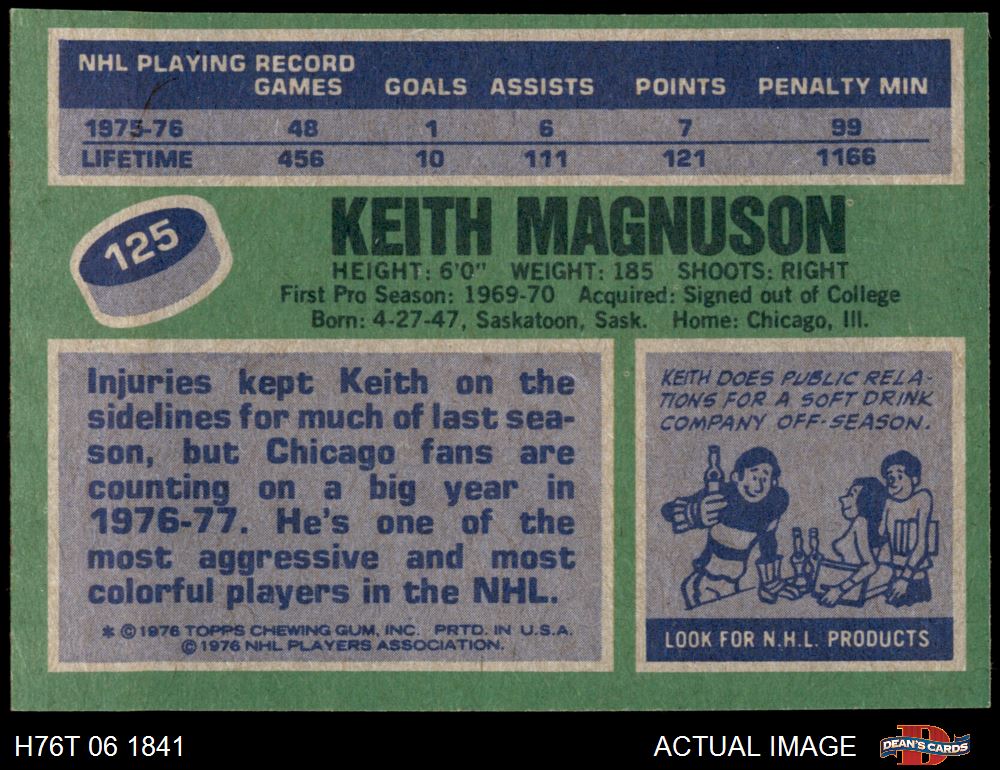 NHL PLAYING RECORD
GAMES GOALS ASSISTS POINTS PENALTY MIN
1975-76 48 1 6 7 99
LIFETIME 456 10 111 121 1166
125
KEITH MAGNUSON
HEIGHT: 6'0" WEIGHT: 185 SHOOTS: RIGHT
First Pro Season: 1969-70 Acquired: Signed out of College
Born: 4-27-47, Saskatoon, Sask. Home: Chicago, Ill.
Injuries kept Keith on the
sidelines for much of last sea-
son, but Chicago fans are
counting on a big year in
1976-77. He's one of the
most aggressive and most
colorful players in the NHL.
* © 1976 TOPPS CHEWING GUM, INC. PRTD. IN U.S.A.
© 1976 NHL PLAYERS ASSOCIATION.
KEITH DOES PUBLIC RELA-
TIONS FOR A SOFT DRINK
COMPANY OFF-SEASON.
LOOK FOR N.H.L. PRODUCTS
H76T 06 1841
ACTUAL IMAGE
D
DEAN'S CARDS